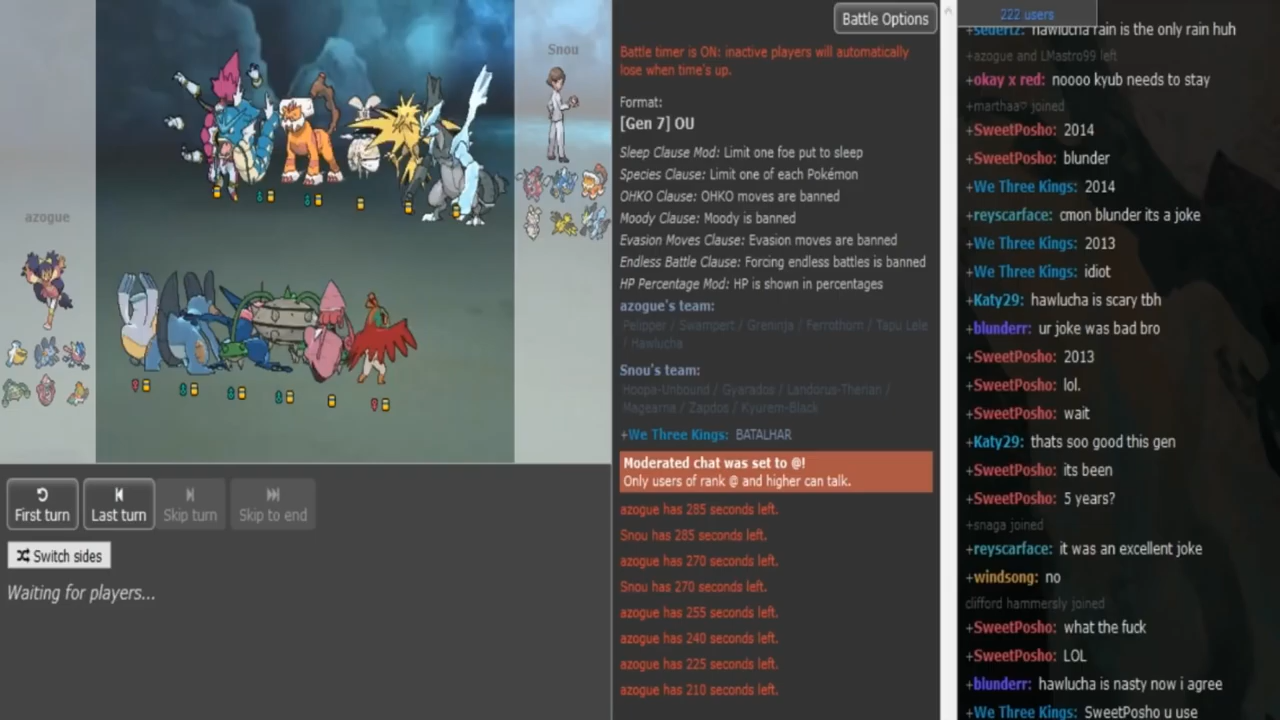 Snou
azogue
First turn
Last turn
Skip turn
Skip to end
Switch sides
Waiting for players...
Battle Options
Battle timer is ON: inactive players will automatically
lose when time's up.
Format:
[Gen 7] OU
Sleep Clause Mod: Limit one foe put to sleep
Species Clause: Limit one of each Pokémon
OHKO Clause: OHKO moves are banned
Moody Clause: Moody is banned
Evasion Moves Clause: Evasion moves are banned
Endless Battle Clause: Forcing endless battles is banned
HP Percentage Mod: HP is shown in percentages
azogue's team:
Pelipper / Swampert / Greninja / Ferrothorn / Tapu Lele
/ Hawlucha
Snou's team:
Hoopa-Unbound / Gyarados / Landorus-Therian /
Magearna / Zapdos / Kyurem-Black
+We Three Kings: BATALHAR
Moderated chat was set to @!
Only users of rank @ and higher can talk.
azogue has 285 seconds left.
Snou has 285 seconds left.
azogue has 270 seconds left.
Snou has 270 seconds left.
azogue has 255 seconds left.
azogue has 240 seconds left.
azogue has 225 seconds left.
azogue has 210 seconds left.
222 users
hawlucha rain is the only rain huh
+azogue and LMastro99 left
+okay x red: noooo kyub needs to stay
+marthaa♡ joined
+SweetPosho: 2014
+SweetPosho: blunder
+We Three Kings: 2014
+reyscarface: cmon blunder its a joke
+We Three Kings: 2013
+We Three Kings: idiot
+Katy29: hawlucha is scary tbh
+blunderr: ur joke was bad bro
+SweetPosho: 2013
+SweetPosho: lol.
+SweetPosho: wait
+Katy29: thats soo good this gen
+SweetPosho: its been
+SweetPosho: 5 years?
+snaga joined
+reyscarface: it was an excellent joke
+windsong: no
clifford hammersly joined
+SweetPosho: what the fuck
+SweetPosho: LOL
+blunderr: hawlucha is nasty now i agree
+We Three Kings: SweetPosho u use